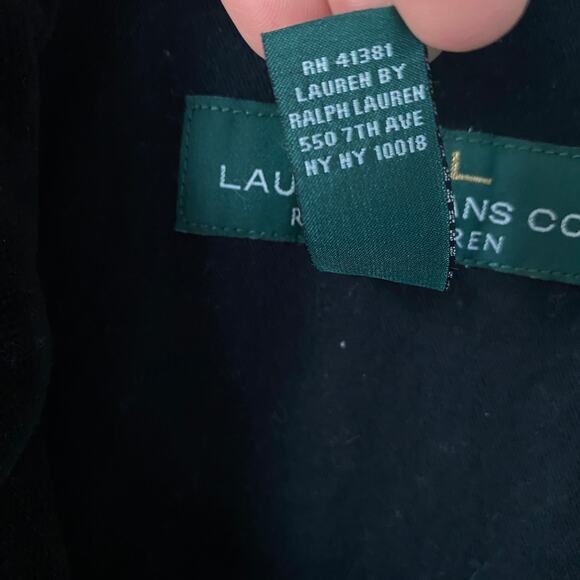 RN 41381
LAUREN BY
RALPH LAUREN
550 7TH AVE
NY NY 10018
L
LAU NS CO
R REN